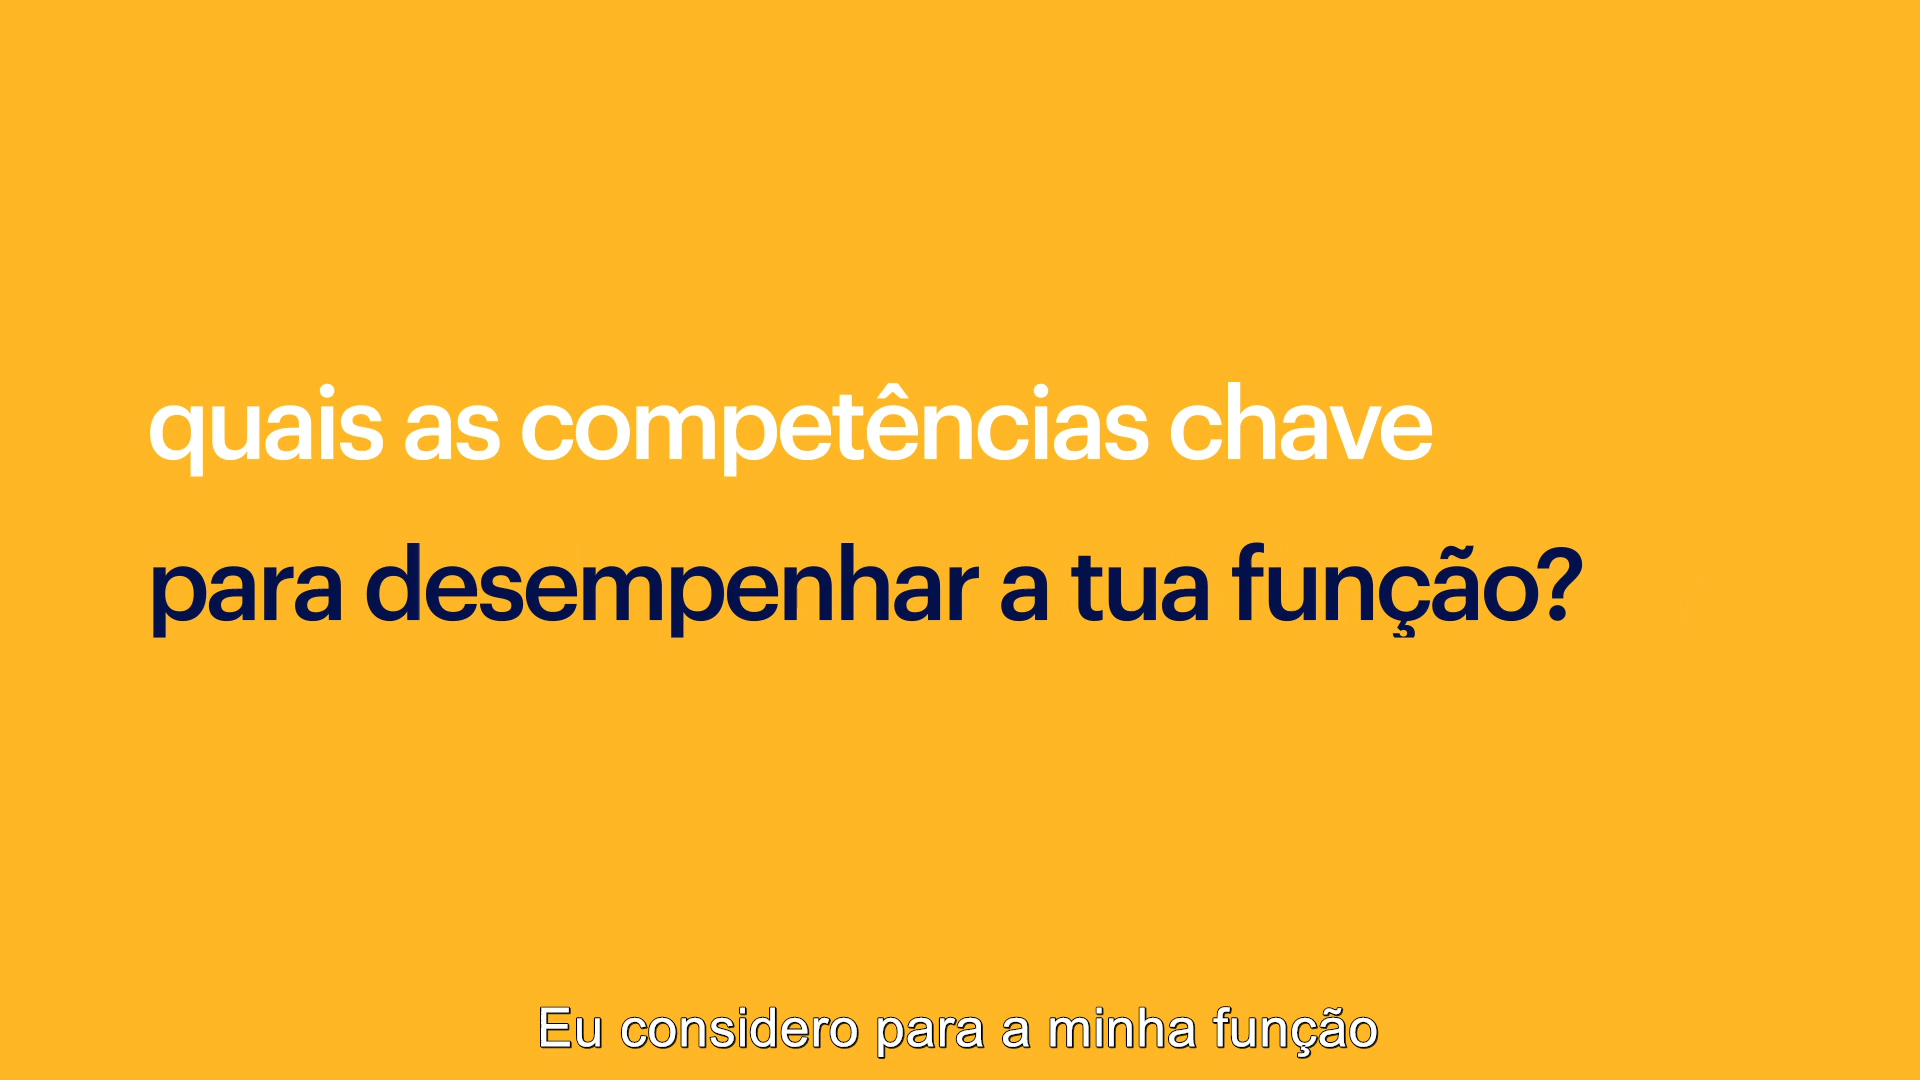 quais as competências chave
para desempenhar a tua função?
Eu considero para a minha função